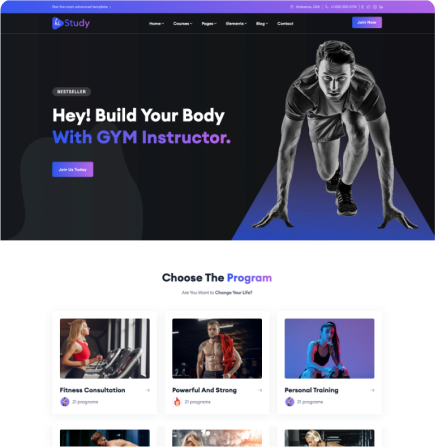 Get the most advanced template
Histudy
Home Courses Pages Elements Blog Contact
Join Now
BESTSELLER
Hey! Build Your Body
With GYM Instructor.
Join Us Today
Choose The Program
Are You Want to Change Your Life?
Fitness Consultation
21 programs
Powerful And Strong
21 programs
Personal Training
21 programs